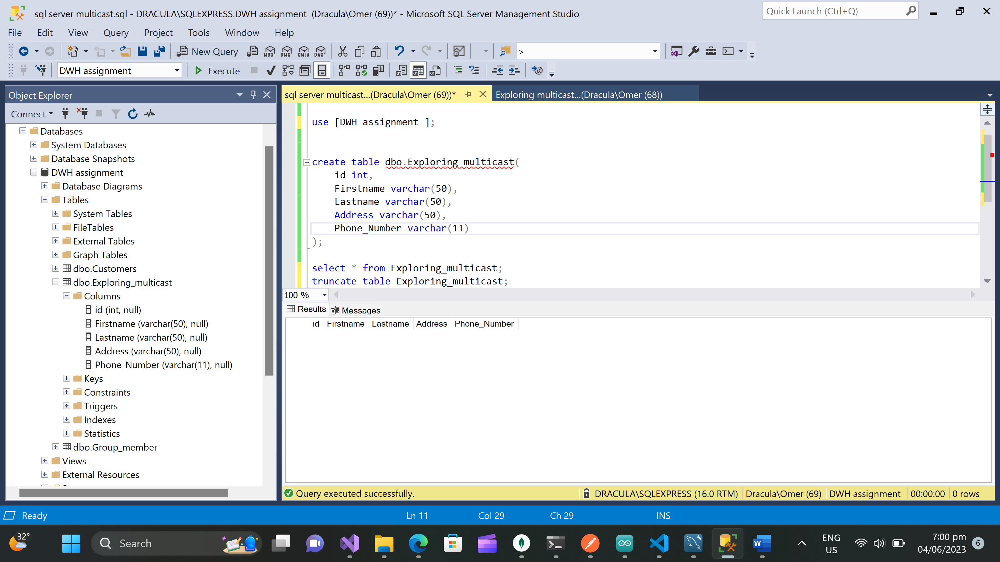 sql server multicast.sql - DRACULA\SQLEXPRESS.DWH assignment  (Dracula\Omer (69))* - Microsoft SQL Server Management Studio
Quick Launch (Ctrl+Q)
File Edit View Query Project Tools Window Help
New Query MDX DMX XMLA DAX >
DWH assignment Execute
Object Explorer
Connect
Databases
System Databases
Database Snapshots
DWH assignment
Database Diagrams
Tables
System Tables
FileTables
External Tables
Graph Tables
dbo.Customers
dbo.Exploring_multicast
Columns
id (int, null)
Firstname (varchar(50), null)
Lastname (varchar(50), null)
Address (varchar(50), null)
Phone_Number (varchar(11), null)
Keys
Constraints
Triggers
Indexes
Statistics
dbo.Group_member
Views
External Resources
sql server multicast...(Dracula\Omer (69))*
Exploring multicast...(Dracula\Omer (68))
use [DWH assignment ];
create table dbo.Exploring_multicast(
id int,
Firstname varchar(50),
Lastname varchar(50),
Address varchar(50),
Phone_Number varchar(11)
);
select * from Exploring_multicast;
truncate table Exploring_multicast;
100 %
Results Messages
id Firstname Lastname Address Phone_Number
Query executed successfully.
DRACULA\SQLEXPRESS (16.0 RTM) Dracula\Omer (69) DWH assignment 00:00:00 0 rows
Ready Ln 11 Col 29 Ch 29 INS
32°
Search
ENG
US
7:00 pm
04/06/2023
6